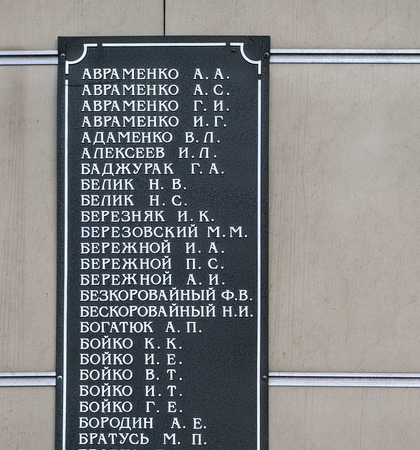 АВРАМЕНКО А. А.
АВРАМЕНКО А. С.
АВРАМЕНКО Г. И.
АВРАМЕНКО И. Г.
АДАМЕНКО В. Л.
АЛЕКСЕЕВ И. Л.
БАДЖУРАК Г. А.
БЕЛИК Н. В.
БЕЛИК Н. С.
БЕРЕЗНЯК И. К.
БЕРЕЗОВСКИЙ М. М.
БЕРЕЖНОЙ И. А.
БЕРЕЖНОЙ П. С.
БЕРЕЖНОЙ А. И.
БЕЗКОРОВАЙНЫЙ Ф.В.
БЕСКОРОВАЙНЫЙ Н.И.
БОГАТЮК А. П.
БОЙКО К. К.
БОЙКО И. Е.
БОЙКО В. Т.
БОЙКО И. Т.
БОЙКО Г. Е.
БОРОДИН А. Е.
БРАТУСЬ М. П.